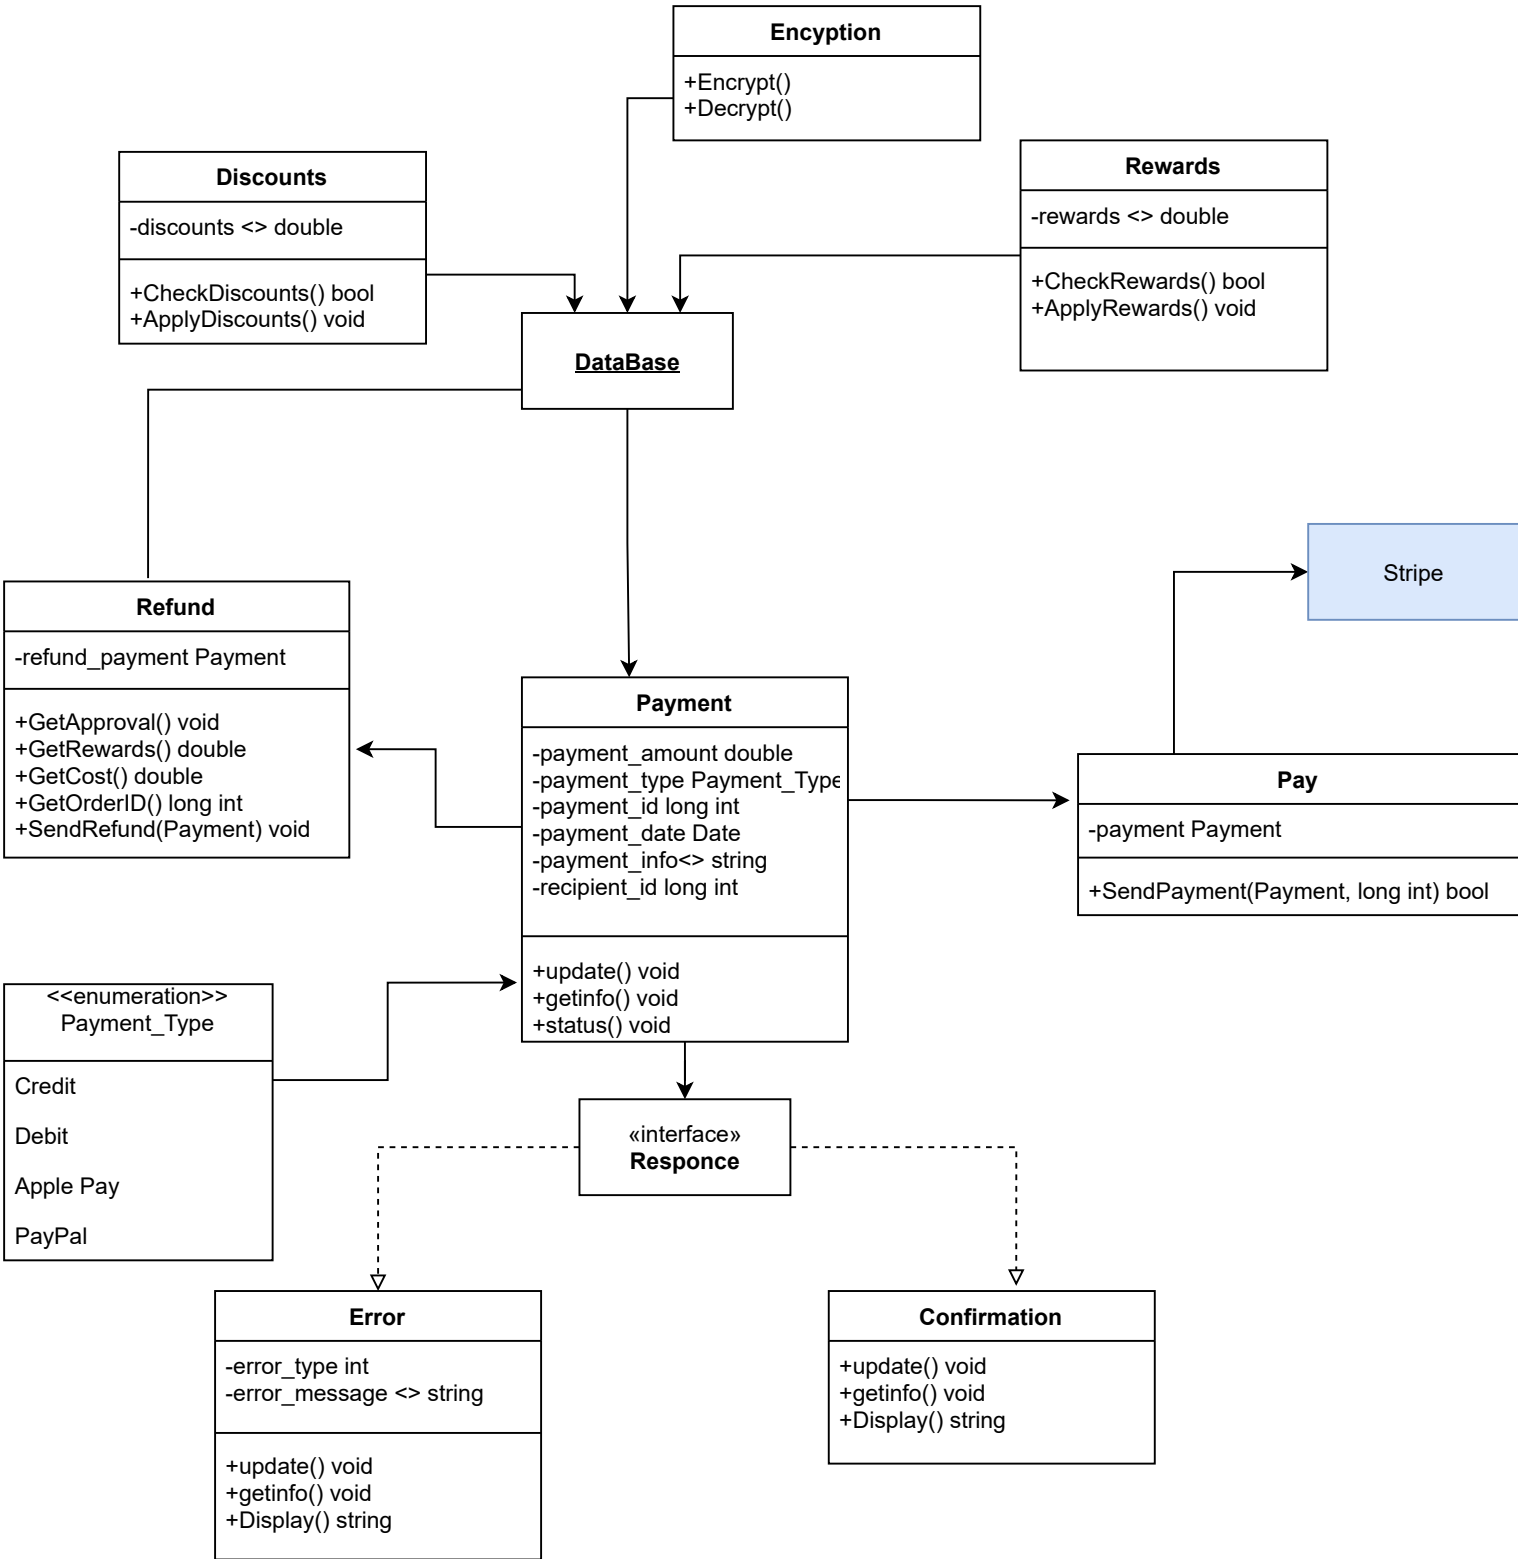 Encyption
+Encrypt()
+Decrypt()
Discounts
-discounts <> double
+CheckDiscounts() bool
+ApplyDiscounts() void
Rewards
-rewards <> double
+CheckRewards() bool
+ApplyRewards() void
DataBase
Stripe
Refund
-refund_payment Payment
+GetApproval() void
+GetRewards() double
+GetCost() double
+GetOrderID() long int
+SendRefund(Payment) void
Payment
-payment_amount double
-payment_type Payment_Type
-payment_id long int
-payment_date Date
-payment_info<> string
-recipient_id long int
+update() void
+getinfo() void
+status() void
Pay
-payment Payment
+SendPayment(Payment, long int) bool
<<enumeration>>
Payment_Type
Credit
Debit
Apple Pay
PayPal
«interface»
Responce
Error
-error_type int
-error_message <> string
+update() void
+getinfo() void
+Display() string
Confirmation
+update() void
+getinfo() void
+Display() string